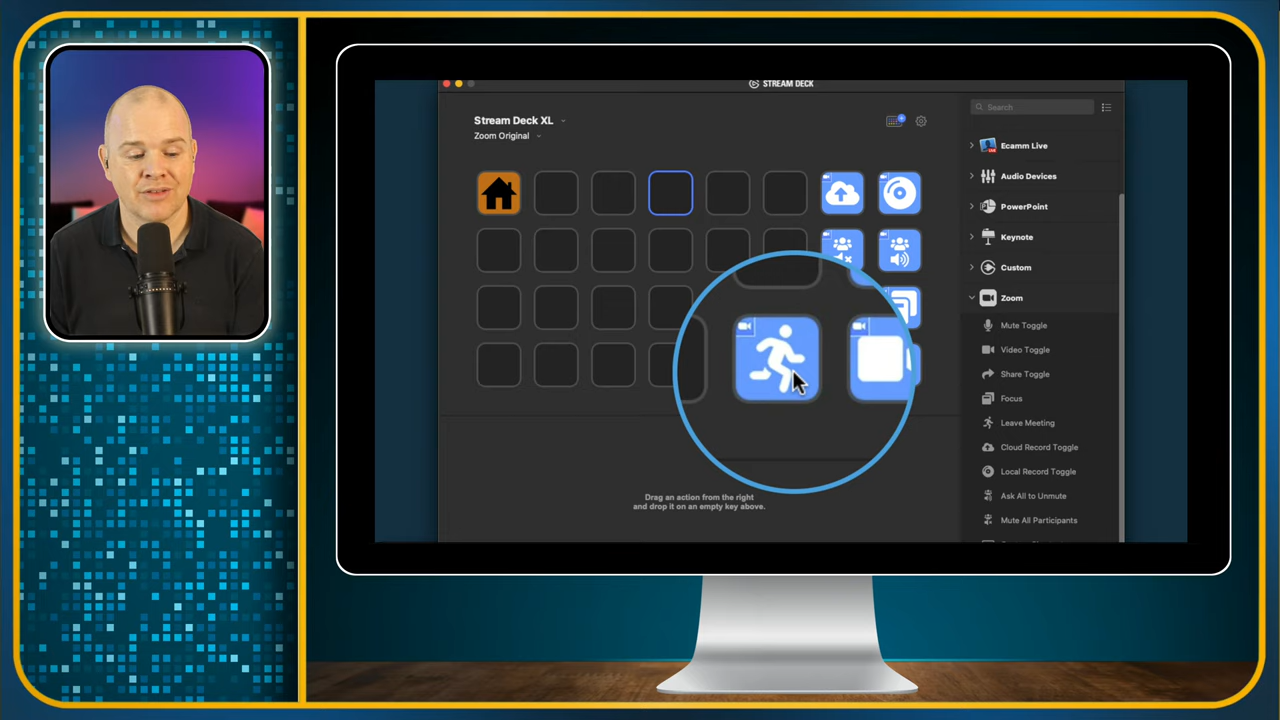 STREAM DECK
Stream Deck XL
Zoom Original
Search
Ecamm Live
Audio Devices
PowerPoint
Keynote
Custom
Zoom
Mute Toggle
Video Toggle
Share Toggle
Focus
Leave Meeting
Cloud Record Toggle
Local Record Toggle
Ask All to Unmute
Mute All Participants
Drag an action from the right
and drop it on an empty key above.